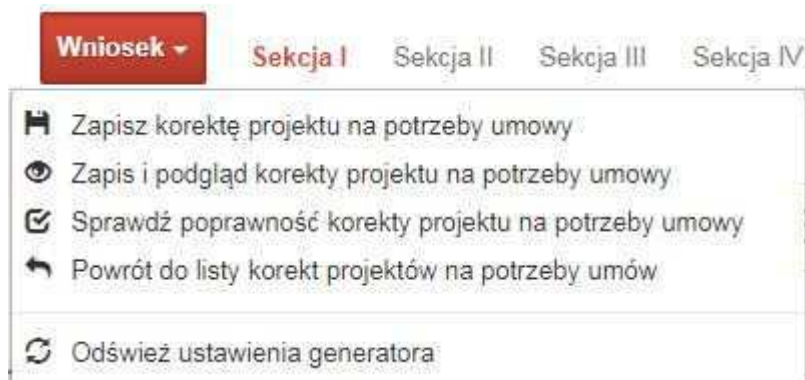 Wniosek Sekcja I Sekcja II Sekcja III Sekcja IV
Zapisz korektę projektu na potrzeby umowy
Zapis i podgląd korekty projektu na potrzeby umowy
Sprawdź poprawność korekty projektu na potrzeby umowy
Powrót do listy korekt projektów na potrzeby umów
Odśwież ustawienia generatora